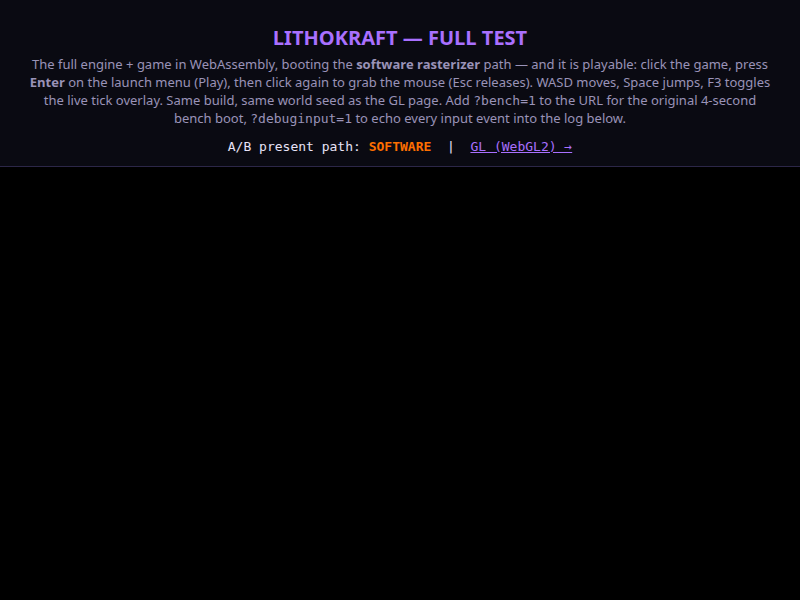 LITHOKRAFT — FULL TEST
The full engine + game in WebAssembly, booting the software rasterizer path — and it is playable: click the game, press
Enter on the launch menu (Play), then click again to grab the mouse (Esc releases). WASD moves, Space jumps, F3 toggles
the live tick overlay. Same build, same world seed as the GL page. Add ?bench=1 to the URL for the original 4-second
bench boot, ?debuginput=1 to echo every input event into the log below.
A/B present path: SOFTWARE | GL (WebGL2) →